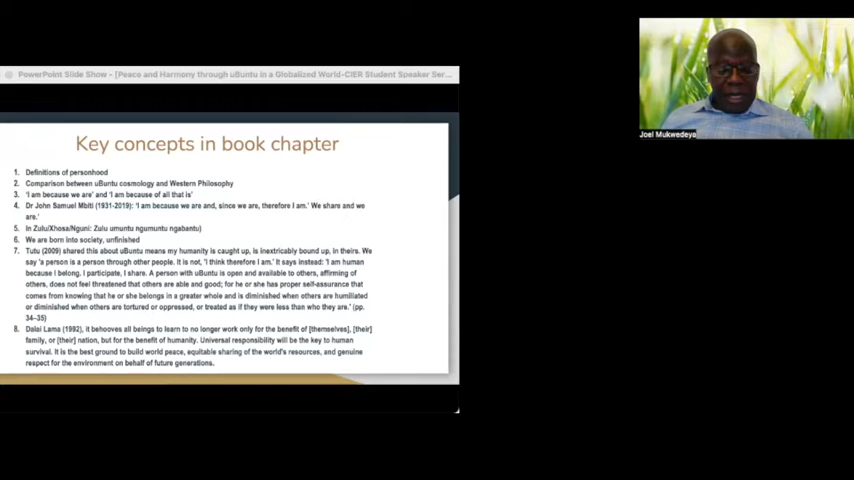 PowerPoint Slide Show - [Peace and Harmony through uBuntu in a Globalized World-CIER Student Speaker Ser...
Key concepts in book chapter
1. Definitions of personhood
2. Comparison between uBuntu cosmology and Western Philosophy
3. 'I am because we are' and 'I am because of all that is'
4. Dr John Samuel Mbiti (1931-2019): 'I am because we are and, since we are, therefore I am.' We share and we
are.'
5. In Zulu/Xhosa/Nguni: Zulu umuntu ngumuntu ngabantu)
6. We are born into society, unfinished
7. Tutu (2009) shared this about uBuntu means my humanity is caught up, is inextricably bound up, in theirs. We
say 'a person is a person through other people. It is not, 'I think therefore I am.' It says instead: 'I am human
because I belong. I participate, I share. A person with uBuntu is open and available to others, affirming of
others, does not feel threatened that others are able and good; for he or she has proper self-assurance that
comes from knowing that he or she belongs in a greater whole and is diminished when others are humiliated
or diminished when others are tortured or oppressed, or treated as if they were less than who they are.' (pp.
34–35)
8. Dalai Lama (1992), it behooves all beings to learn to no longer work only for the benefit of [themselves], [their]
family, or [their] nation, but for the benefit of humanity. Universal responsibility will be the key to human
survival. It is the best ground to build world peace, equitable sharing of the world's resources, and genuine
respect for the environment on behalf of future generations.
Joel Mukwedeya